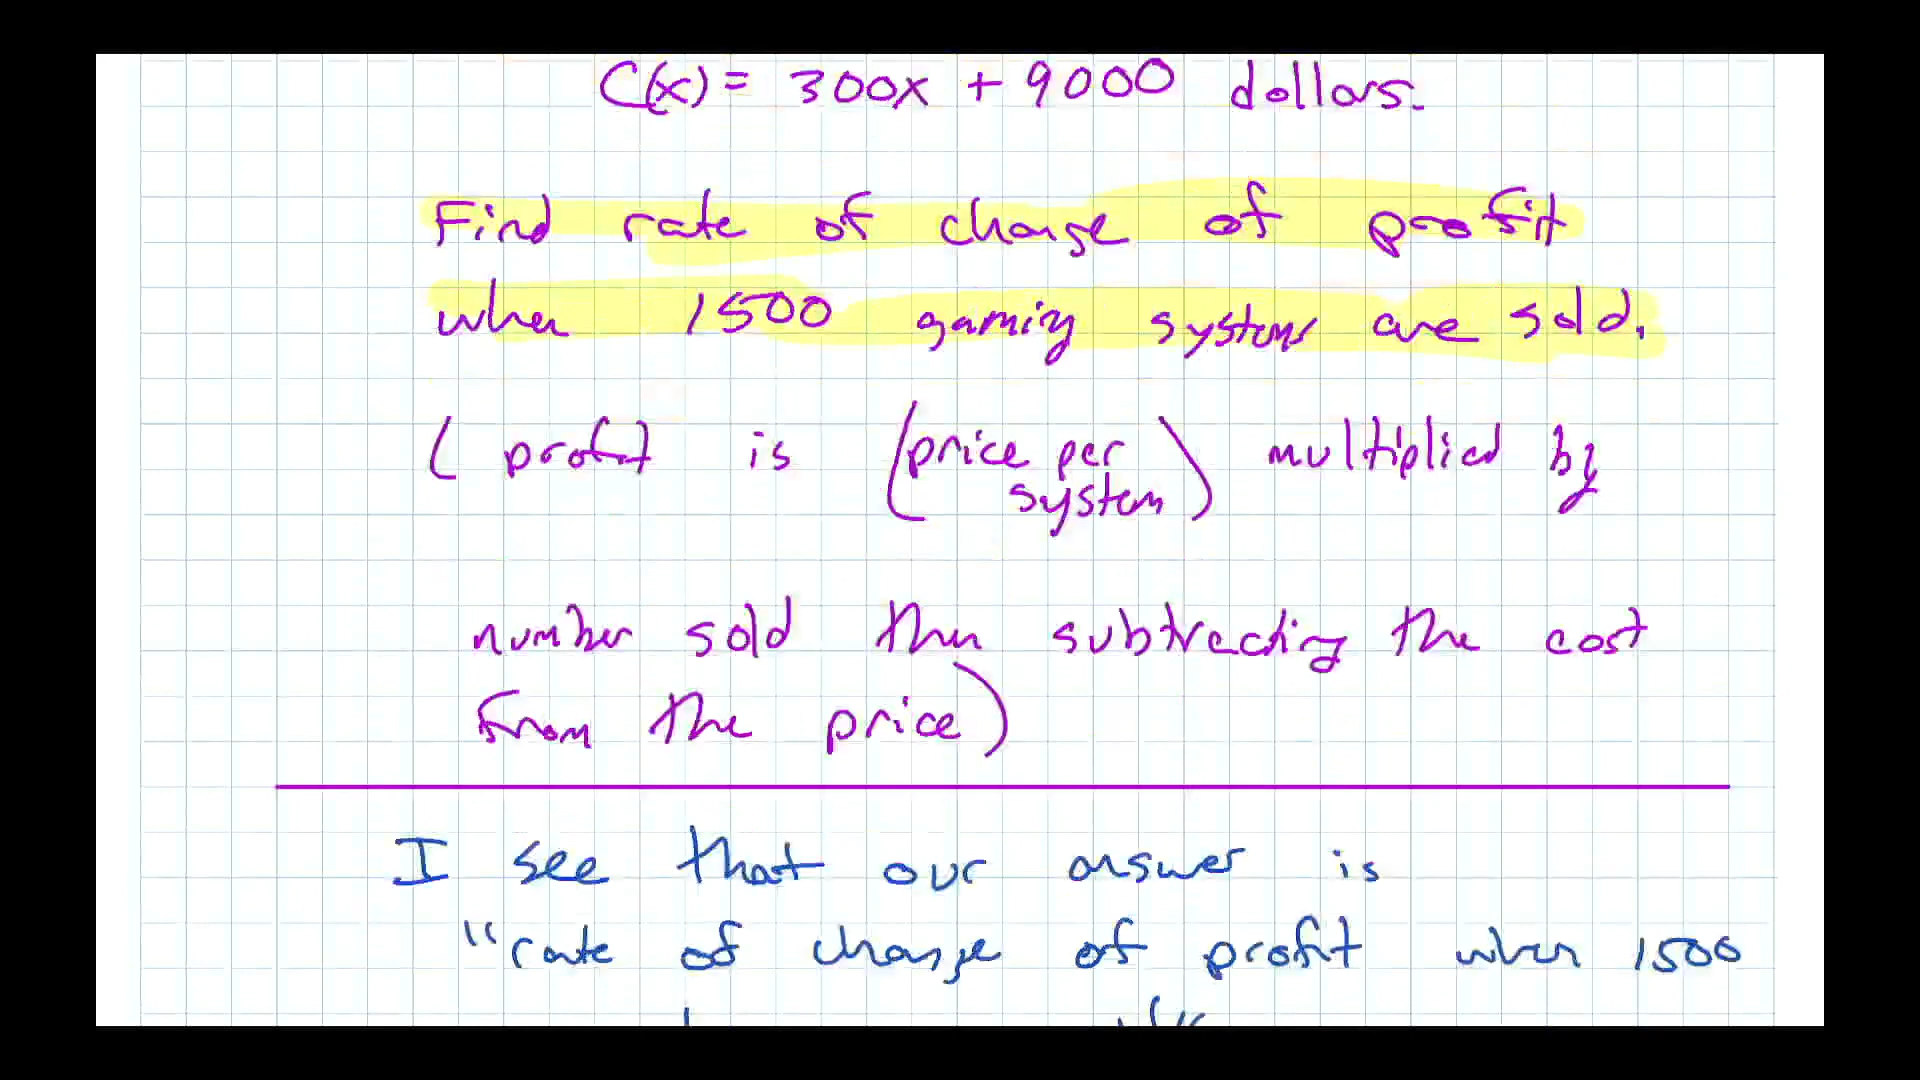 C(x) = 300x + 9000 dollars.
Find rate of change of profit
when 1500 gaming systems are sold.
( profit is (price per system) multiplied by
number sold then subtracting the cost
from the price)
I see that our answer is
"rate of change of profit when 1500